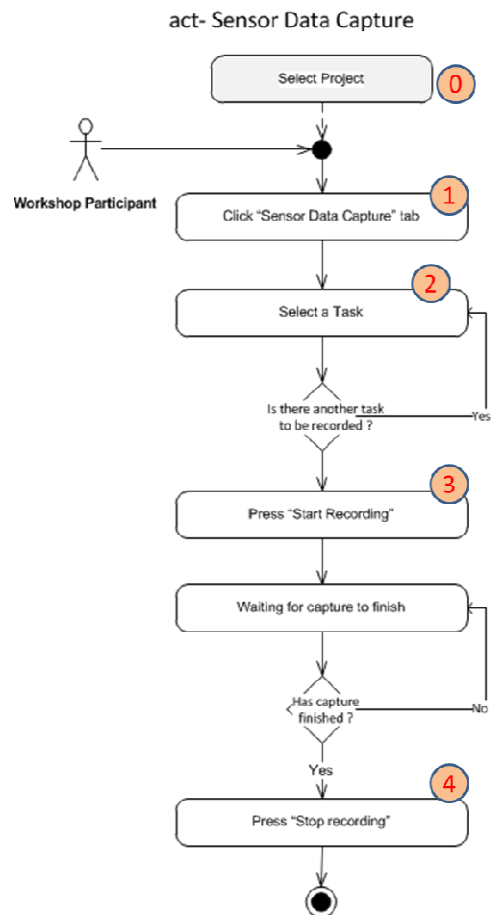 act- Sensor Data Capture
Select Project
0
Workshop Participant
1
Click “Sensor Data Capture” tab
2
Select a Task
Is there another task
to be recorded ?
Yes
3
Press “Start Recording”
Waiting for capture to finish
Has capture
finished ?
No
Yes
4
Press “Stop recording”